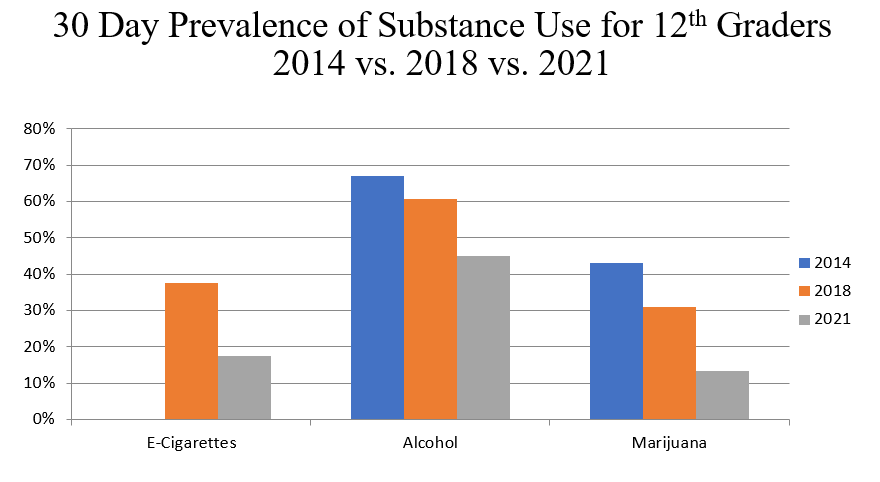 30 Day Prevalence of Substance Use for 12th Graders
2014 vs. 2018 vs. 2021
80%
70%
60%
50%
40%
30%
20%
10%
0%
E-Cigarettes
Alcohol
Marijuana
2014
2018
2021